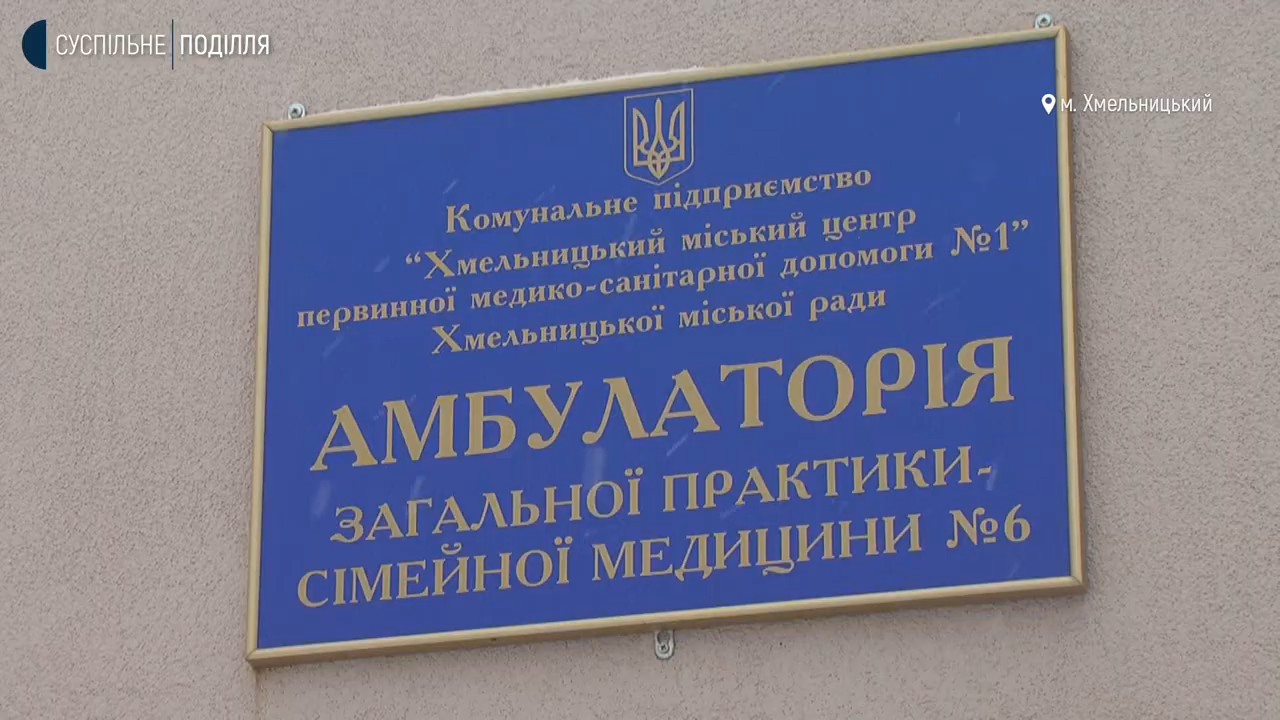 СУСПІЛЬНЕ ПОДІЛЛЯ
м. Хмельницький
Комунальне підприємство
“Хмельницький міський центр
первинної медико-санітарної допомоги №1”
Хмельницької міської ради
АМБУЛАТОРІЯ
ЗАГАЛЬНОЇ ПРАКТИКИ-
СІМЕЙНОЇ МЕДИЦИНИ №6